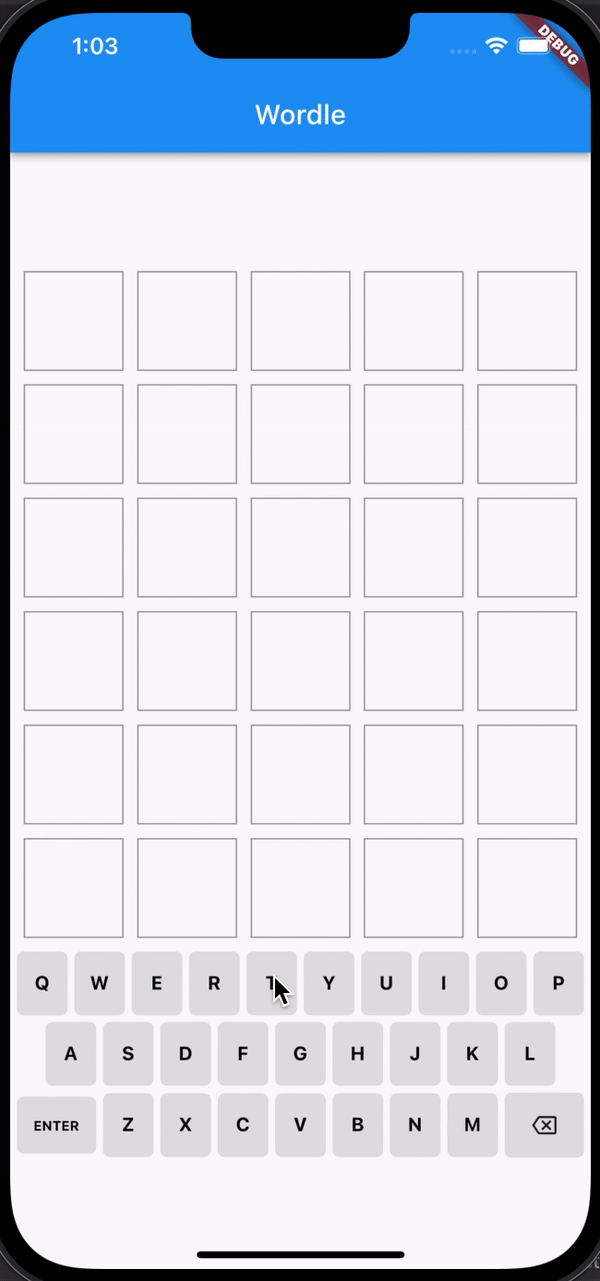 1:03
DEBUG
Wordle
Q W E R T Y U I O P
A S D F G H J K L
ENTER Z X C V B N M